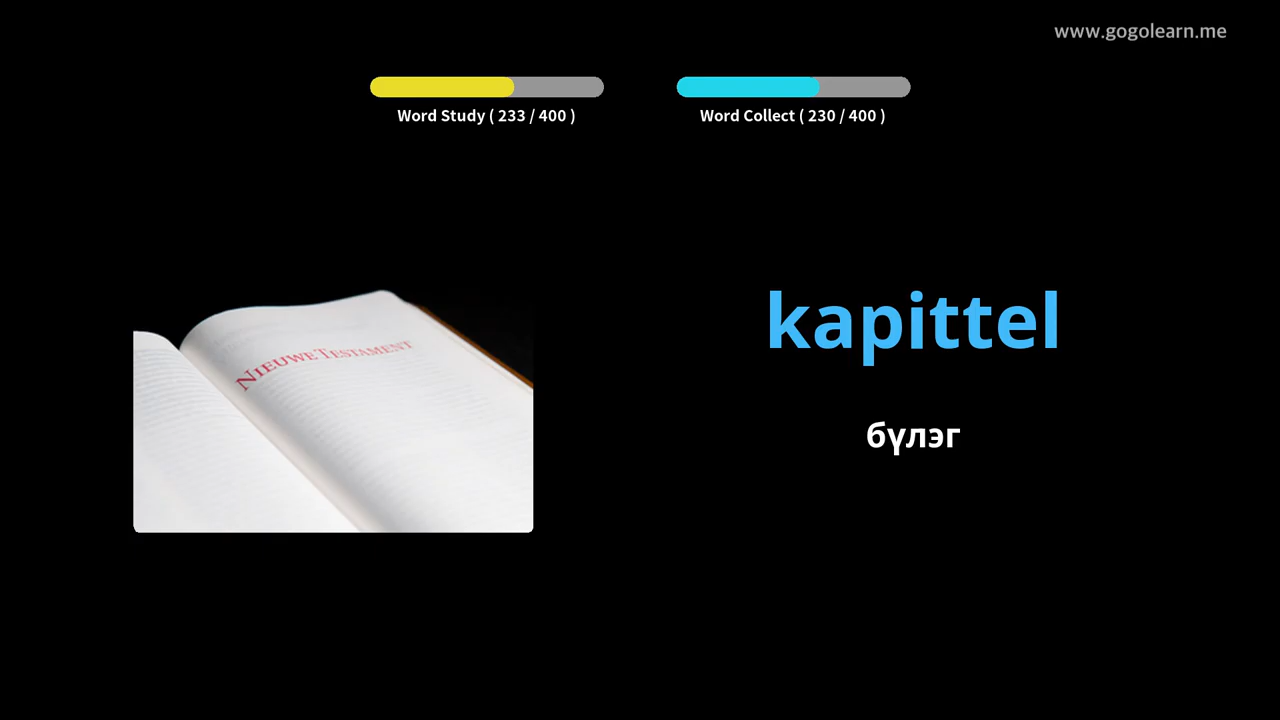 www.gogolearn.me
Word Study ( 233 / 400 )
Word Collect ( 230 / 400 )
NIEUWE TESTAMENT
kapittel
бүлэг